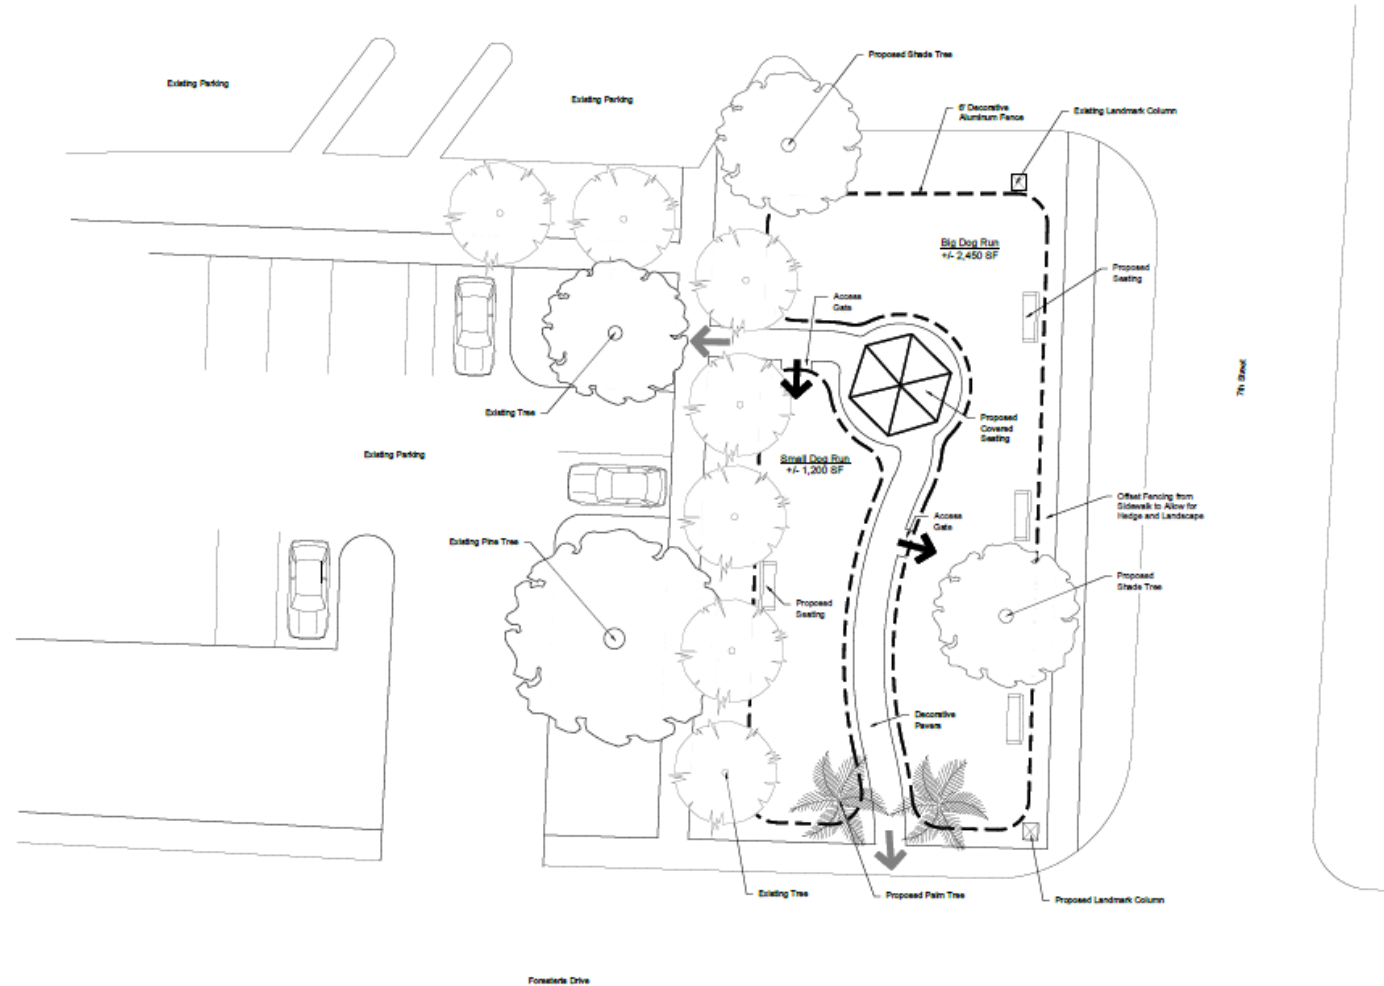 Proposed Shade Tree
Existing Parking
Existing Parking
6' Decorative
Aluminum Fence
Existing Landmark Column
Big Dog Run
+/- 2,450 SF
Proposed
Seating
Access
Gate
7th Street
Existing Tree
Proposed
Covered
Seating
Existing Parking
Small Dog Run
+/- 1,200 SF
Offset Fencing from
Sidewalk to Allow for
Hedge and Landscape
Access
Gate
Existing Pine Tree
Proposed
Shade Tree
Proposed
Seating
Decorative
Pavers
Existing Tree
Proposed Palm Tree
Proposed Landmark Column
Foresteria Drive